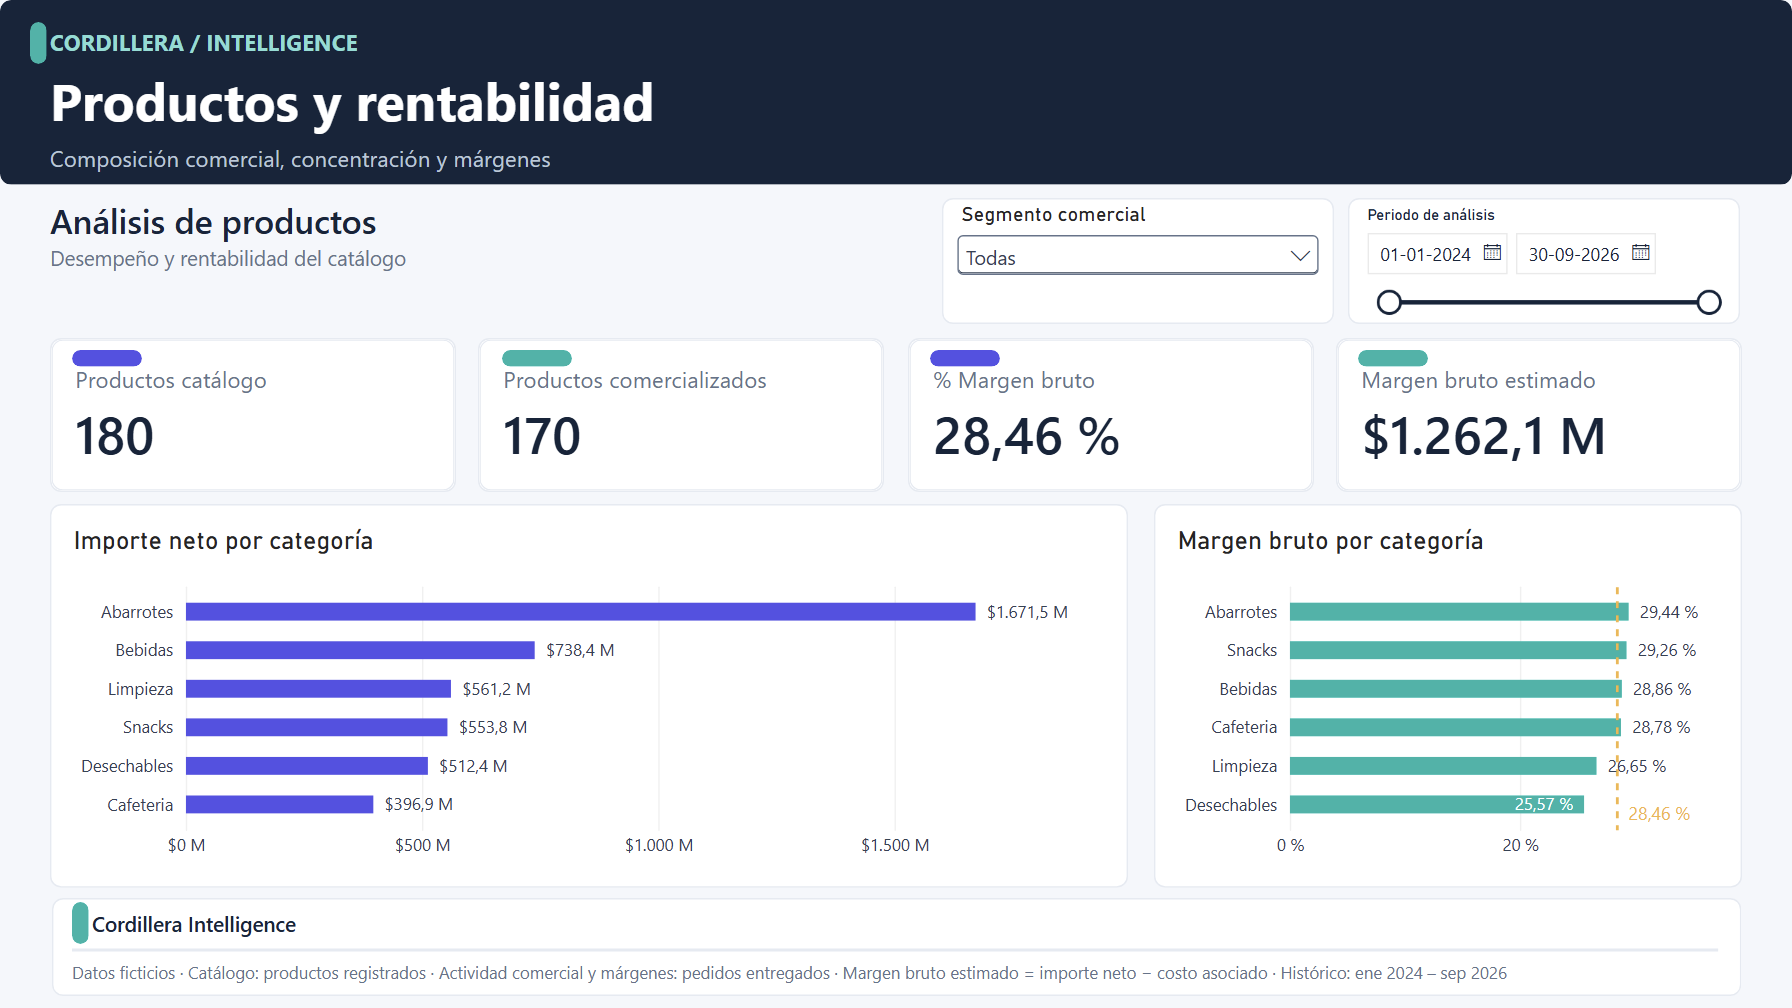 CORDILLERA / INTELLIGENCE
Productos y rentabilidad
Composición comercial, concentración y márgenes
Análisis de productos
Desempeño y rentabilidad del catálogo
Segmento comercial
Todas
Periodo de análisis
01-01-2024 30-09-2026
Productos catálogo
180
Productos comercializados
170
% Margen bruto
28,46 %
Margen bruto estimado
$1.262,1 M
Importe neto por categoría
Abarrotes $1.671,5 M
Bebidas $738,4 M
Limpieza $561,2 M
Snacks $553,8 M
Desechables $512,4 M
Cafeteria $396,9 M
$0 M $500 M $1.000 M $1.500 M
Margen bruto por categoría
Abarrotes 29,44 %
Snacks 29,26 %
Bebidas 28,86 %
Cafeteria 28,78 %
Limpieza 26,65 %
Desechables 25,57 %
28,46 %
0 % 20 %
Cordillera Intelligence
Datos ficticios · Catálogo: productos registrados · Actividad comercial y márgenes: pedidos entregados · Margen bruto estimado = importe neto − costo asociado · Histórico: ene 2024 – sep 2026